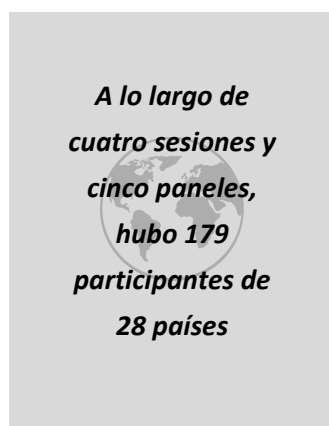 A lo largo de
cuatro sesiones y
cinco paneles,
hubo 179
participantes de
28 países